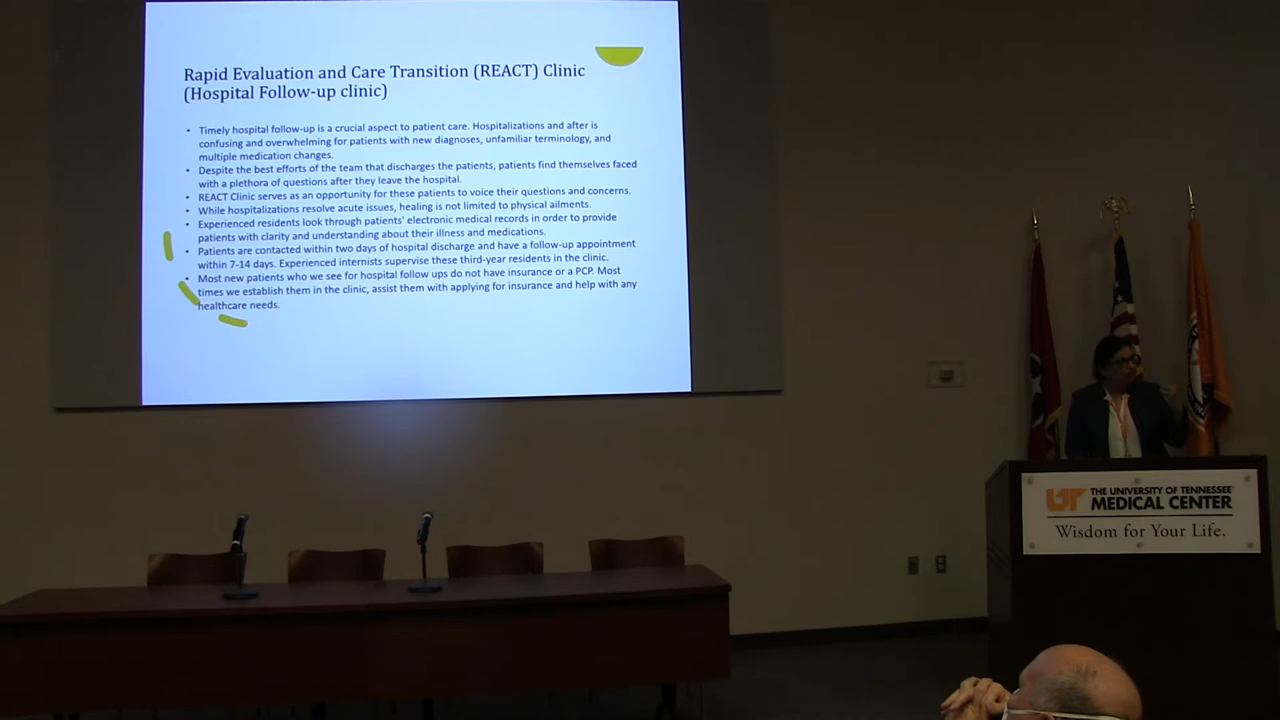 Rapid Evaluation and Care Transition (REACT) Clinic
(Hospital Follow-up clinic)
• Timely hospital follow-up is a crucial aspect to patient care. Hospitalizations and after is
confusing and overwhelming for patients with new diagnoses, unfamiliar terminology, and
multiple medication changes.
• Despite the best efforts of the team that discharges the patients, patients find themselves faced
with a plethora of questions after they leave the hospital.
• REACT Clinic serves as an opportunity for these patients to voice their questions and concerns.
• While hospitalizations resolve acute issues, healing is not limited to physical ailments.
• Experienced residents look through patients' electronic medical records in order to provide
patients with clarity and understanding about their illness and medications.
• Patients are contacted within two days of hospital discharge and have a follow-up appointment
within 7-14 days. Experienced internists supervise these third-year residents in the clinic.
• Most new patients who we see for hospital follow ups do not have insurance or a PCP. Most
times we establish them in the clinic, assist them with applying for insurance and help with any
healthcare needs.
UT THE UNIVERSITY OF TENNESSEE
MEDICAL CENTER
Wisdom for Your Life.